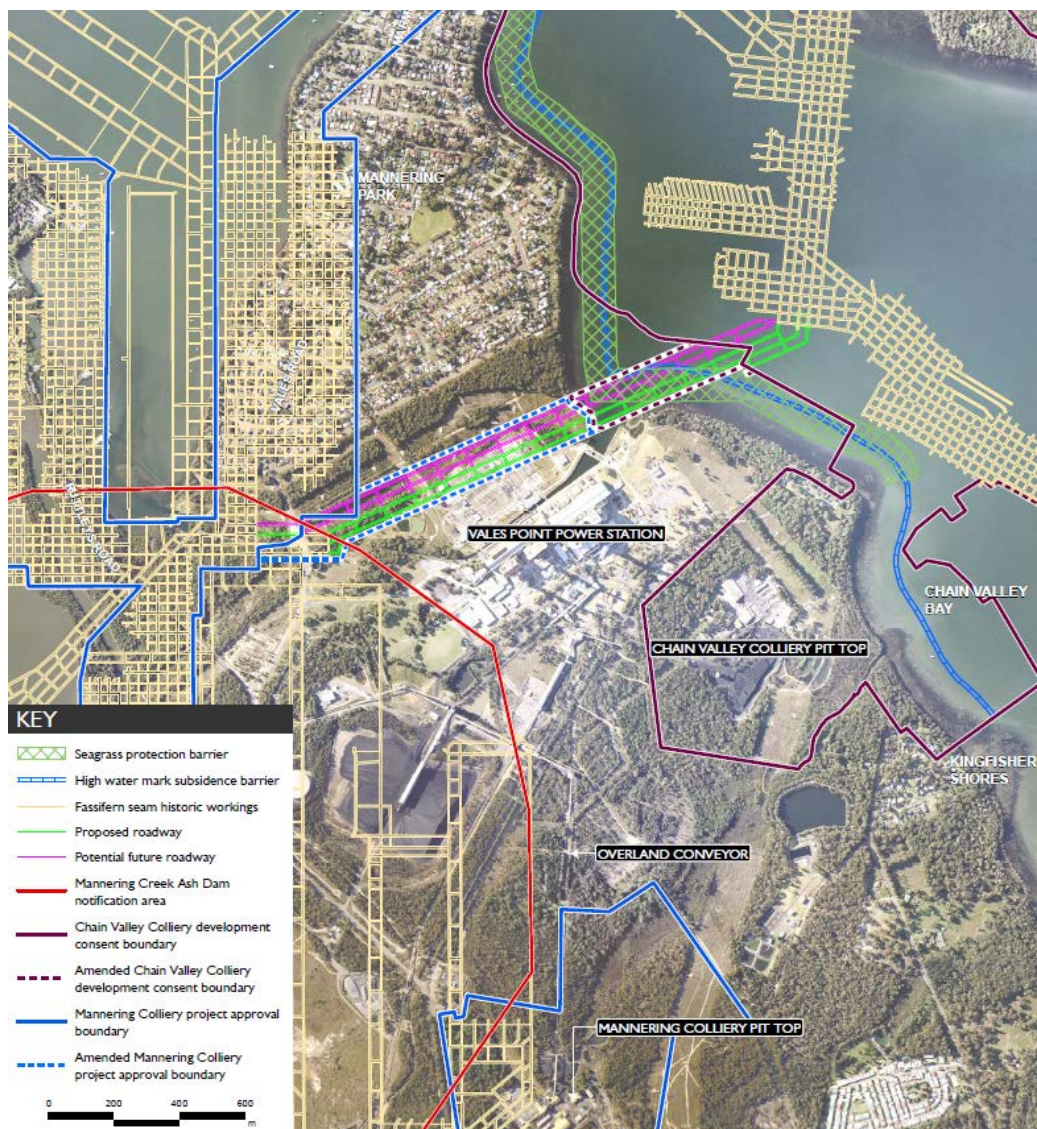 MANNERING
PARK
VALES ROAD
VALES POINT POWER STATION
CHAIN VALLEY
BAY
CHAIN VALLEY COLLIERY PIT TOP
KINGFISHER
SHORES
OVERLAND CONVEYOR
MANNERING COLLIERY PIT TOP
KEY
Seagrass protection barrier
High water mark subsidence barrier
Fassifern seam historic workings
Proposed roadway
Potential future roadway
Mannering Creek Ash Dam
notification area
Chain Valley Colliery development
consent boundary
Amended Chain Valley Colliery
development consent boundary
Mannering Colliery project approval
boundary
Amended Mannering Colliery
project approval boundary
0 200 400 600
m